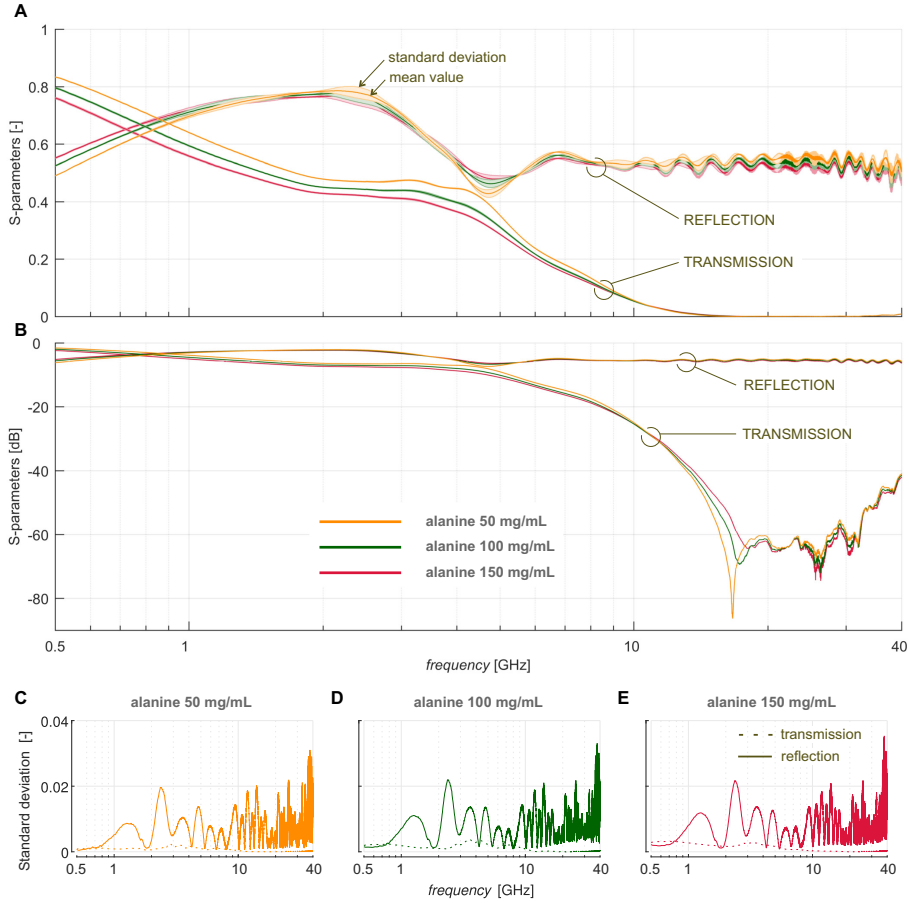 A
1
0.8
0.6
0.4
0.2
0
S-parameters [-]
standard deviation
mean value
REFLECTION
TRANSMISSION
B
0
-20
-40
-60
-80
S-parameters [dB]
REFLECTION
TRANSMISSION
alanine 50 mg/mL
alanine 100 mg/mL
alanine 150 mg/mL
0.5
1
10
40
frequency [GHz]
C
alanine 50 mg/mL
D
alanine 100 mg/mL
E
alanine 150 mg/mL
0.04
0.02
0
Standard deviation [-]
transmission
reflection
0.5 1 10 40
0.5 1 10 40
0.5 1 10 40
frequency [GHz]